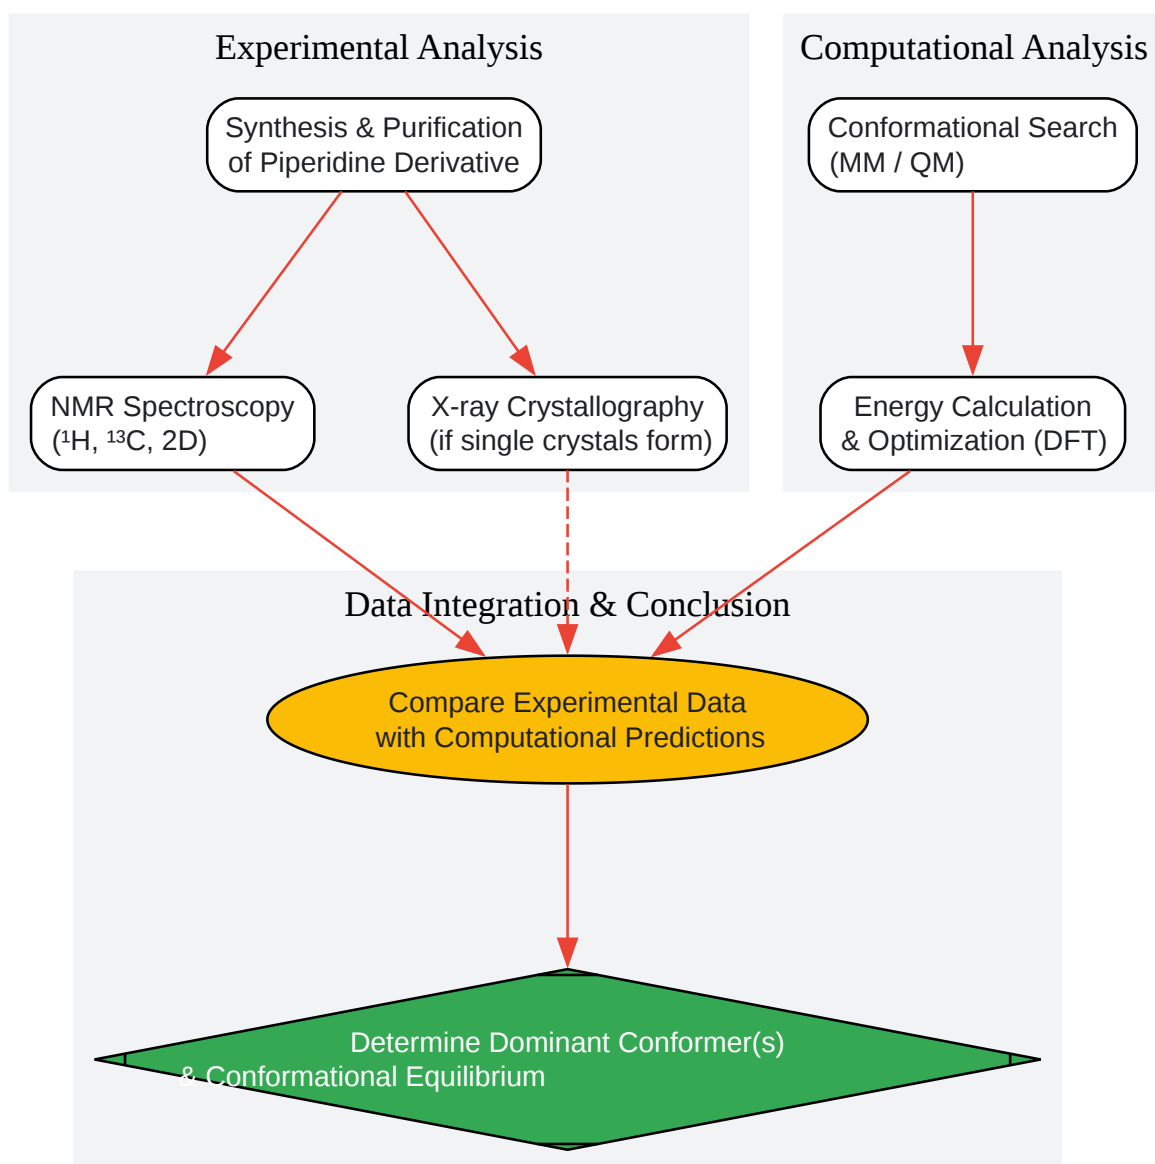 Experimental Analysis
Synthesis & Purification
of Piperidine Derivative
NMR Spectroscopy
(¹H, ¹³C, 2D)
X-ray Crystallography
(if single crystals form)
Computational Analysis
Conformational Search
(MM / QM)
Energy Calculation
& Optimization (DFT)
Data Integration & Conclusion
Compare Experimental Data
with Computational Predictions
Determine Dominant Conformer(s)
& Conformational Equilibrium